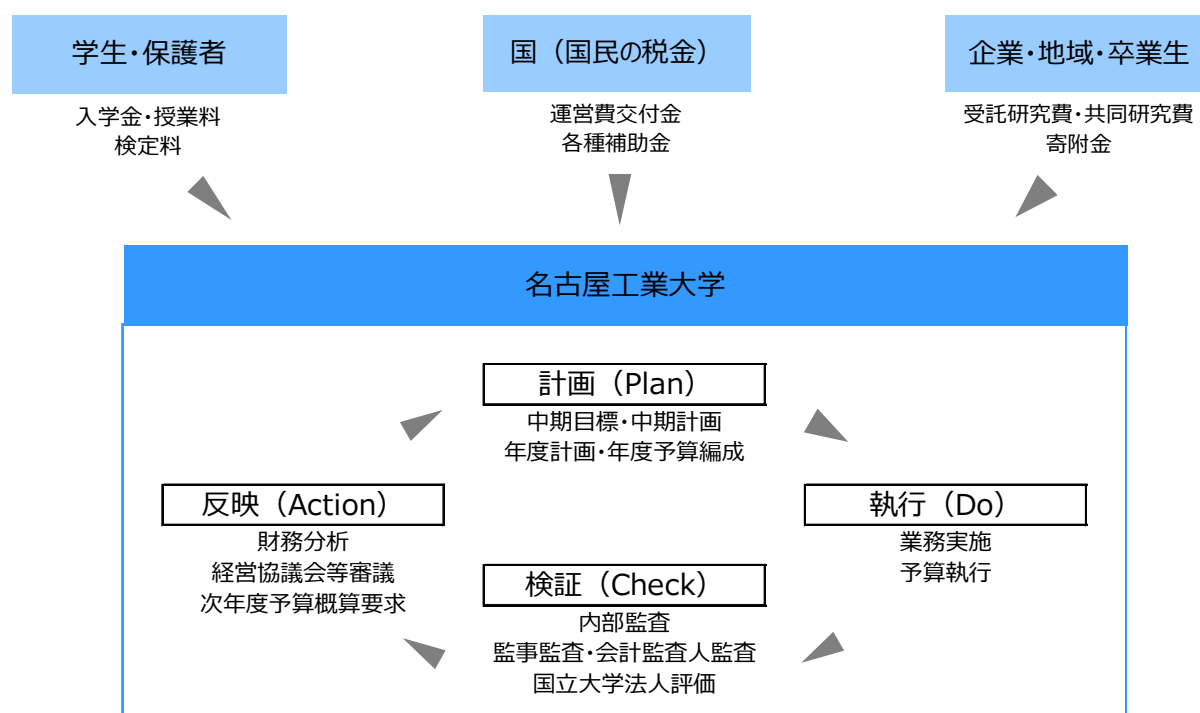 学生・保護者
入学金・授業料
検定料
国（国民の税金）
運営費交付金
各種補助金
企業・地域・卒業生
受託研究費・共同研究費
寄附金
名古屋工業大学
計画（Plan）
中期目標・中期計画
年度計画・年度予算編成
反映（Action）
財務分析
経営協議会等審議
次年度予算概算要求
執行（Do）
業務実施
予算執行
検証（Check）
内部監査
監事監査・会計監査人監査
国立大学法人評価